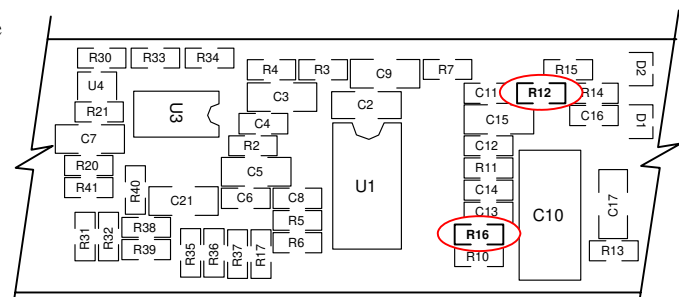 R30 R33 R34
R4 R3 C9 R7 R15 D2
U4 C3 C11 R12 R14
R21 U3 C2 C16 D1
C7 C4 C15
R2 C12
R20 C5 R11
R41 R40 U1 C14
C21 C6 C8 C13 C10 C17
R31 R32 R38 R5 R16
R39 R35 R36 R37 R17 R6 R10 R13